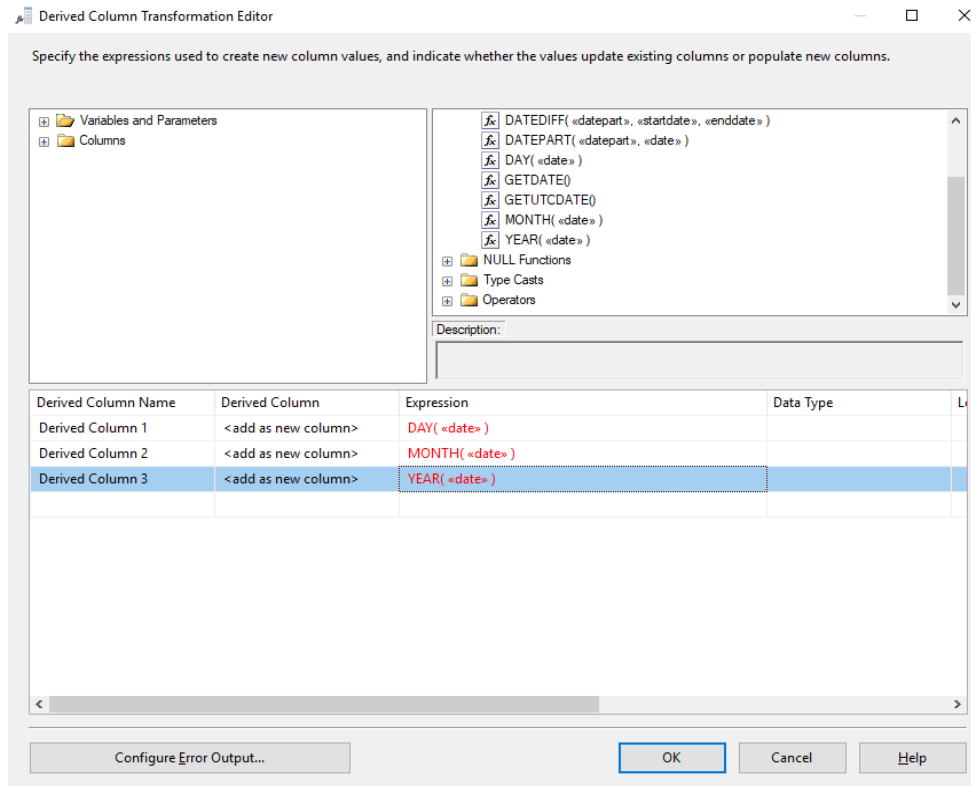 Derived Column Transformation Editor
Specify the expressions used to create new column values, and indicate whether the values update existing columns or populate new columns.
Variables and Parameters
Columns
DATEDIFF( «datepart», «startdate», «enddate» )
DATEPART( «datepart», «date» )
DAY( «date» )
GETDATE()
GETUTCDATE()
MONTH( «date» )
YEAR( «date» )
NULL Functions
Type Casts
Operators
Description:
Derived Column Name Derived Column Expression Data Type
Derived Column 1 <add as new column> DAY( «date» )
Derived Column 2 <add as new column> MONTH( «date» )
Derived Column 3 <add as new column> YEAR( «date» )
Configure Error Output... OK Cancel Help